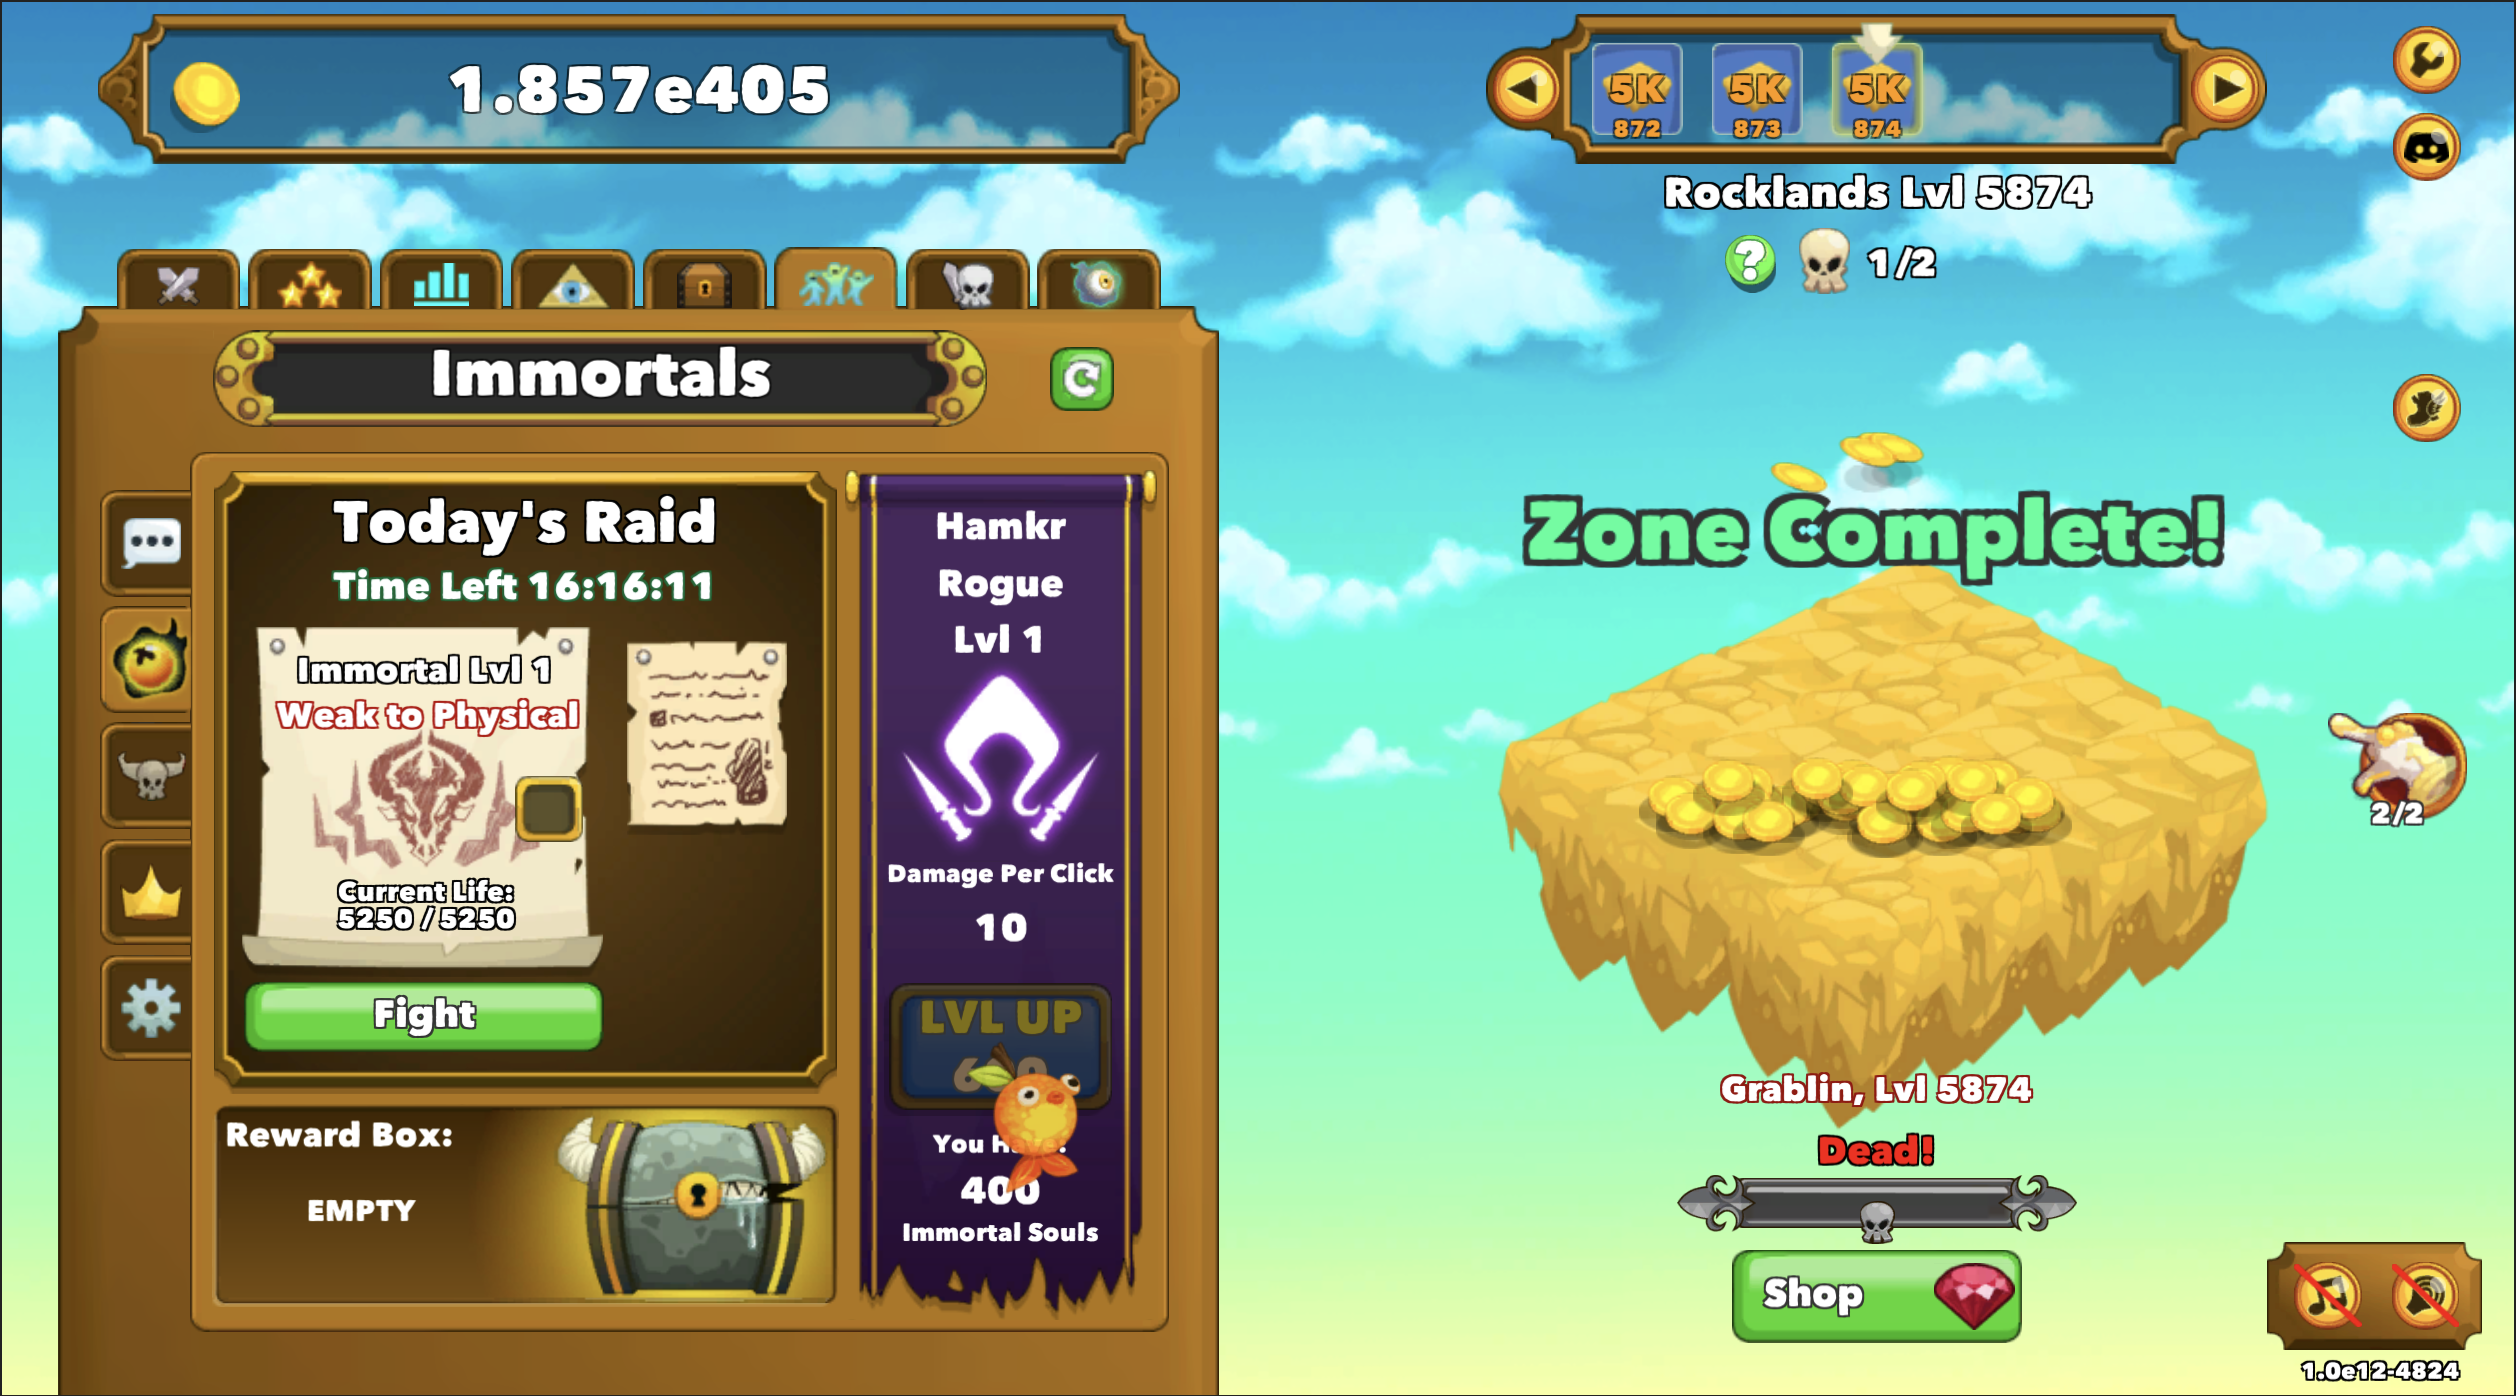 1.857e405
5K 5K 5K
872 873 874
Rocklands Lvl 5874
1/2
Immortals
Today's Raid
Time Left 16:16:11
Immortal Lvl 1
Weak to Physical
Current Life:
5250 / 5250
Fight
Reward Box:
EMPTY
Hamkr
Rogue
Lvl 1
Damage Per Click
10
LVL UP
You
400
Immortal Souls
Zone Complete!
2/2
Grablin, Lvl 5874
Dead!
Shop
1.0e12-4824